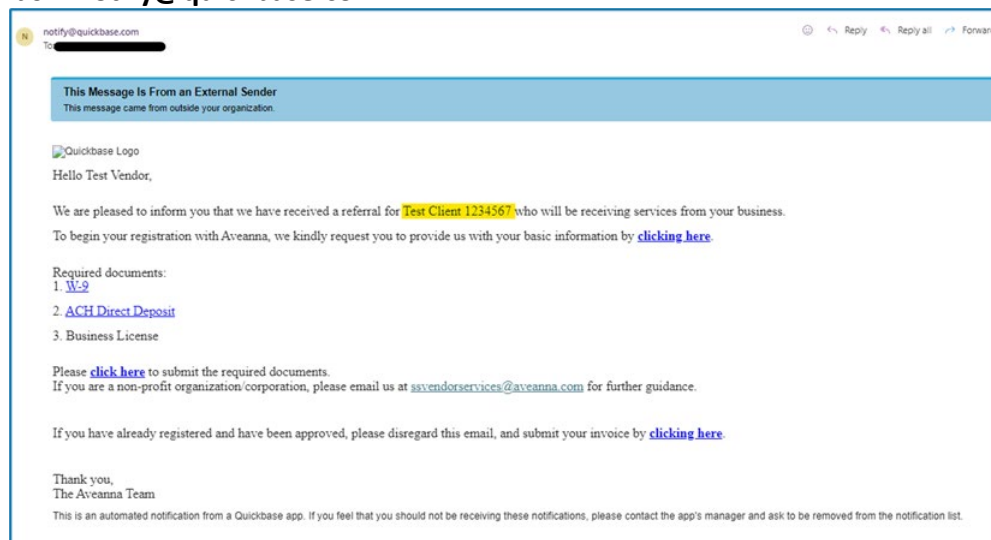 notify@quickbase.com
N
notify@quickbase.com
Reply
Reply all
Forward
To:
This Message Is From an External Sender
This message came from outside your organization.
Quickbase Logo
Hello Test Vendor,
We are pleased to inform you that we have received a referral for Test Client 1234567 who will be receiving services from your business.
To begin your registration with Aveanna, we kindly request you to provide us with your basic information by clicking here.
Required documents:
1. W-9
2. ACH Direct Deposit
3. Business License
Please click here to submit the required documents.
If you are a non-profit organization/corporation, please email us at ssvendorservices@aveanna.com for further guidance.
If you have already registered and have been approved, please disregard this email, and submit your invoice by clicking here.
Thank you,
The Aveanna Team
This is an automated notification from a Quickbase app. If you feel that you should not be receiving these notifications, please contact the app's manager and ask to be removed from the notification list.